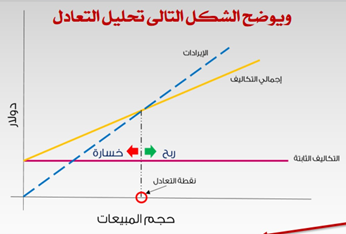 ويوضح الشكل التالى تحليل التعادل
الإيرادات
إجمالي التكاليف
دولار
خسارة
ربح
التكاليف الثابتة
نقطة التعادل
حجم المبيعات